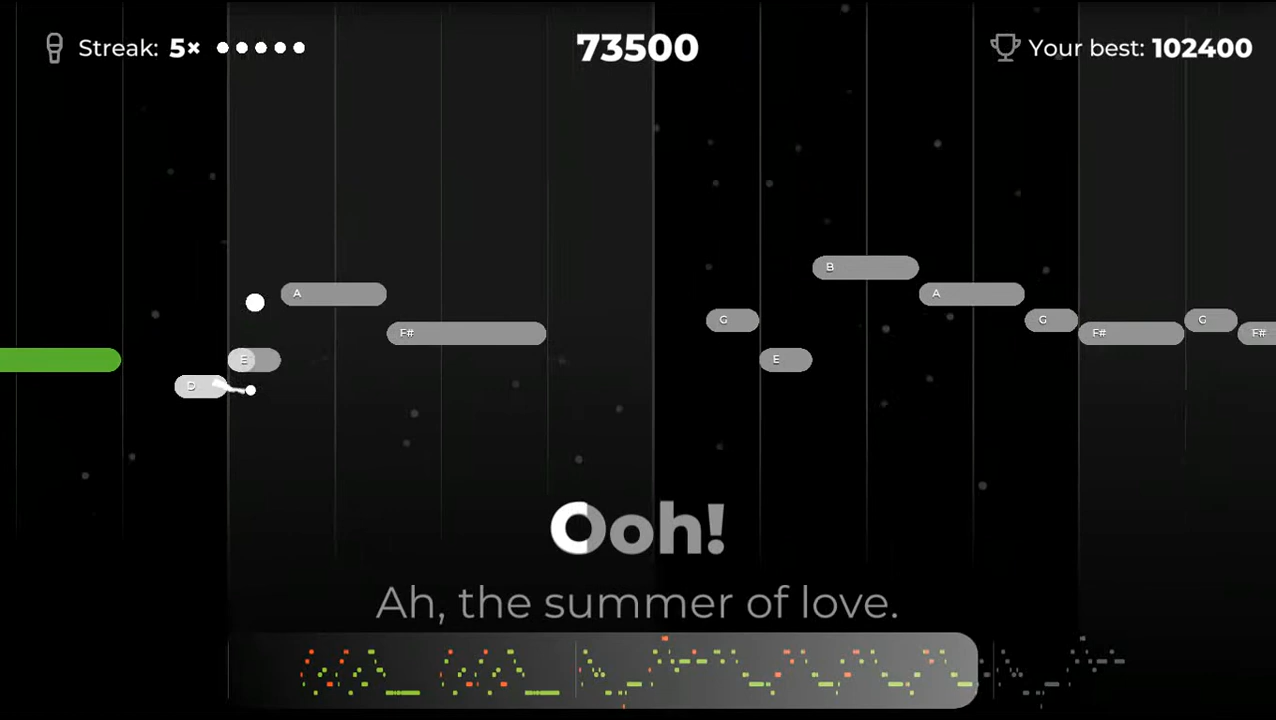 Streak: 5× 73500 Your best: 102400
B
A A
G G
F# F# F#
E E
D
Ooh!
Ah, the summer of love.